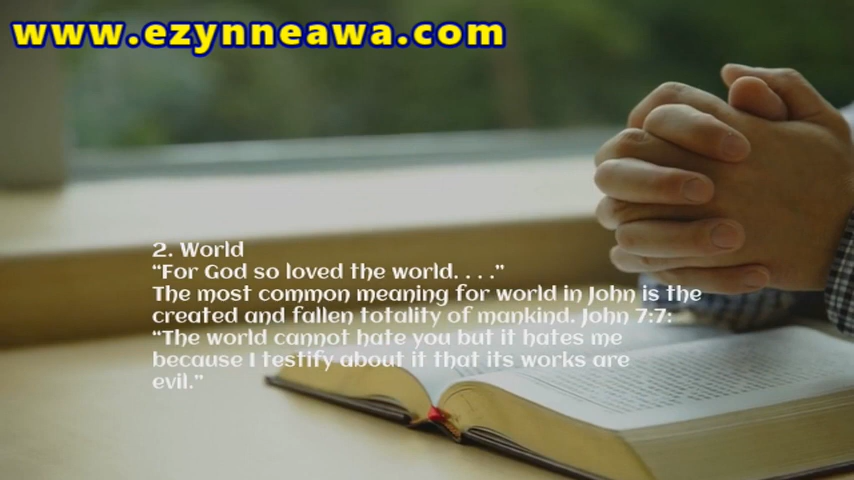 www.ezynneawa.com
2. World
“For God so loved the world. . . .”
The most common meaning for world in John is the
created and fallen totality of mankind. John 7:7:
“The world cannot hate you but it hates me
because I testify about it that its works are
evil.”